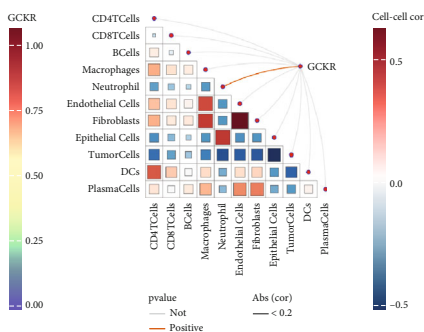 GCKR
1.00
0.75
0.50
0.25
0.00
CD4TCells
CD8TCells
BCells
Macrophages
Neutrophil
Endothelial Cells
Fibroblasts
Epithelial Cells
TumorCells
DCs
PlasmaCells
GCKR
CD4TCells
CD8TCells
BCells
Macrophages
Neutrophil
Endothelial Cells
Fibroblasts
Epithelial Cells
TumorCells
DCs
PlasmaCells
Cell-cell cor
0.5
0.0
−0.5
pvalue
Not
Positive
Abs (cor)
< 0.2